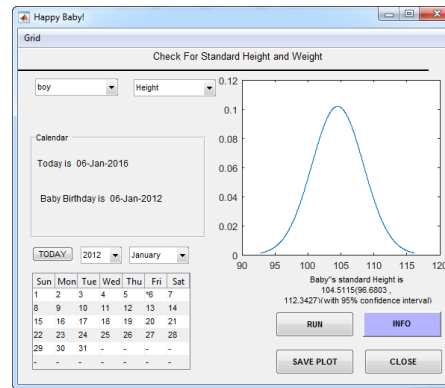 Happy Baby!
Grid
Check For Standard Height and Weight
boy Height
Calendar
Today is 06-Jan-2016
Baby Birthday is 06-Jan-2012
TODAY 2012 January
Sun Mon Tue Wed Thu Fri Sat
1 2 3 4 5 *6 7
8 9 10 11 12 13 14
15 16 17 18 19 20 21
22 23 24 25 26 27 28
29 30 31 - - - -
- - - - - - -
0.12
0.1
0.08
0.06
0.04
0.02
0
90 95 100 105 110 115 120
Baby"s standard Height is
104.5115(96.6803 ,
112.3427)(with 95% confidence interval)
RUN INFO
SAVE PLOT CLOSE